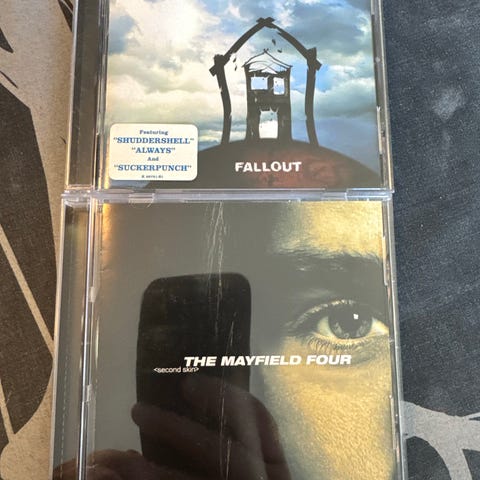 Featuring
"SHUDDERSHELL"
"ALWAYS"
And
"SUCKERPUNCH"
FALLOUT
THE MAYFIELD FOUR
<second skin>